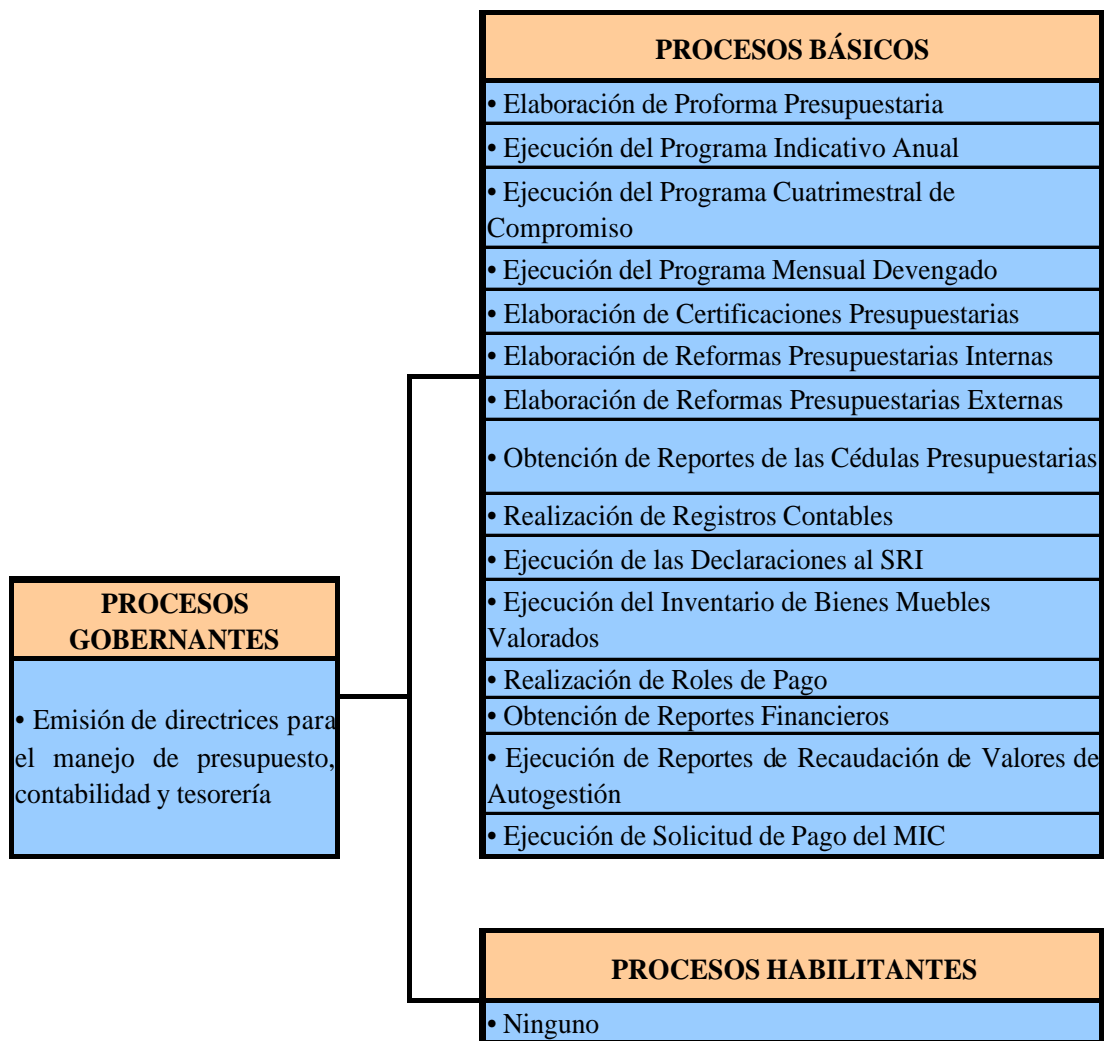 PROCESOS BÁSICOS
• Elaboración de Proforma Presupuestaria
• Ejecución del Programa Indicativo Anual
• Ejecución del Programa Cuatrimestral de
Compromiso
• Ejecución del Programa Mensual Devengado
• Elaboración de Certificaciones Presupuestarias
• Elaboración de Reformas Presupuestarias Internas
• Elaboración de Reformas Presupuestarias Externas
• Obtención de Reportes de las Cédulas Presupuestarias
• Realización de Registros Contables
• Ejecución de las Declaraciones al SRI
• Ejecución del Inventario de Bienes Muebles
Valorados
• Realización de Roles de Pago
• Obtención de Reportes Financieros
• Ejecución de Reportes de Recaudación de Valores de
Autogestión
• Ejecución de Solicitud de Pago del MIC
PROCESOS
GOBERNANTES
• Emisión de directrices para
el manejo de presupuesto,
contabilidad y tesorería
PROCESOS HABILITANTES
• Ninguno